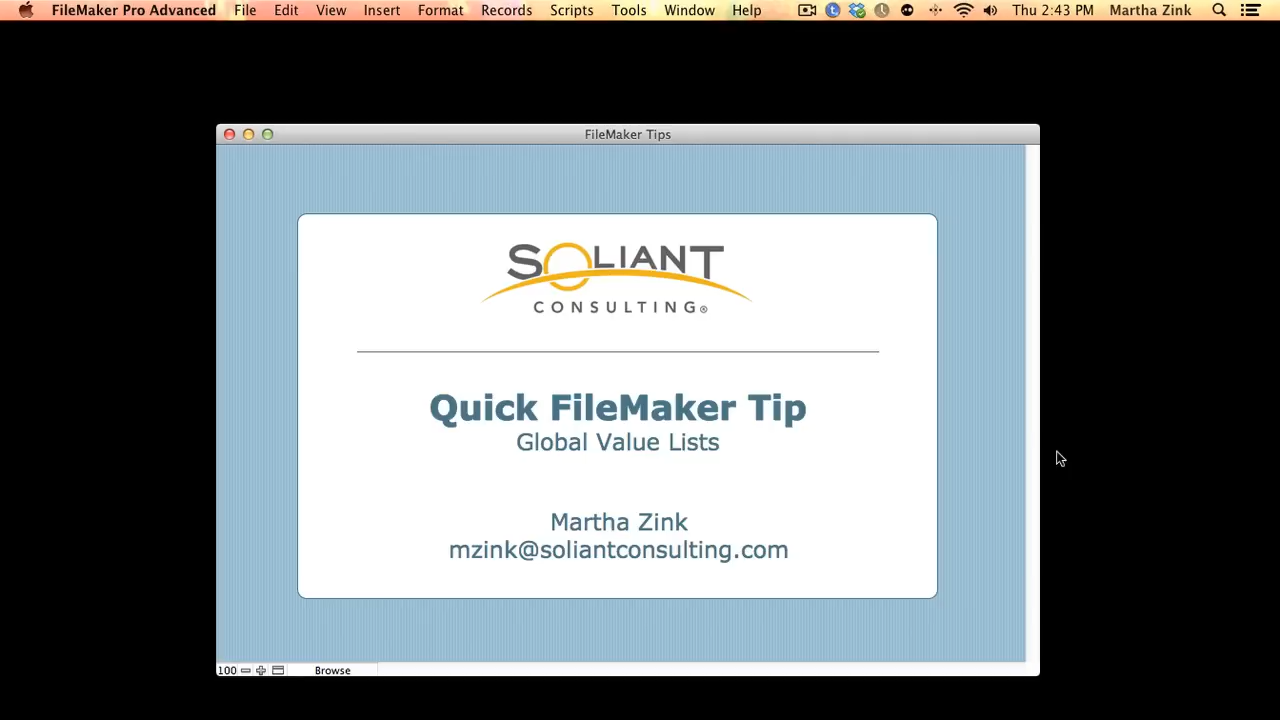 FileMaker Pro Advanced File Edit View Insert Format Records Scripts Tools Window Help Thu 2:43 PM Martha Zink
FileMaker Tips
SOLIANT
CONSULTING®
Quick FileMaker Tip
Global Value Lists
Martha Zink
mzink@soliantconsulting.com
100 Browse